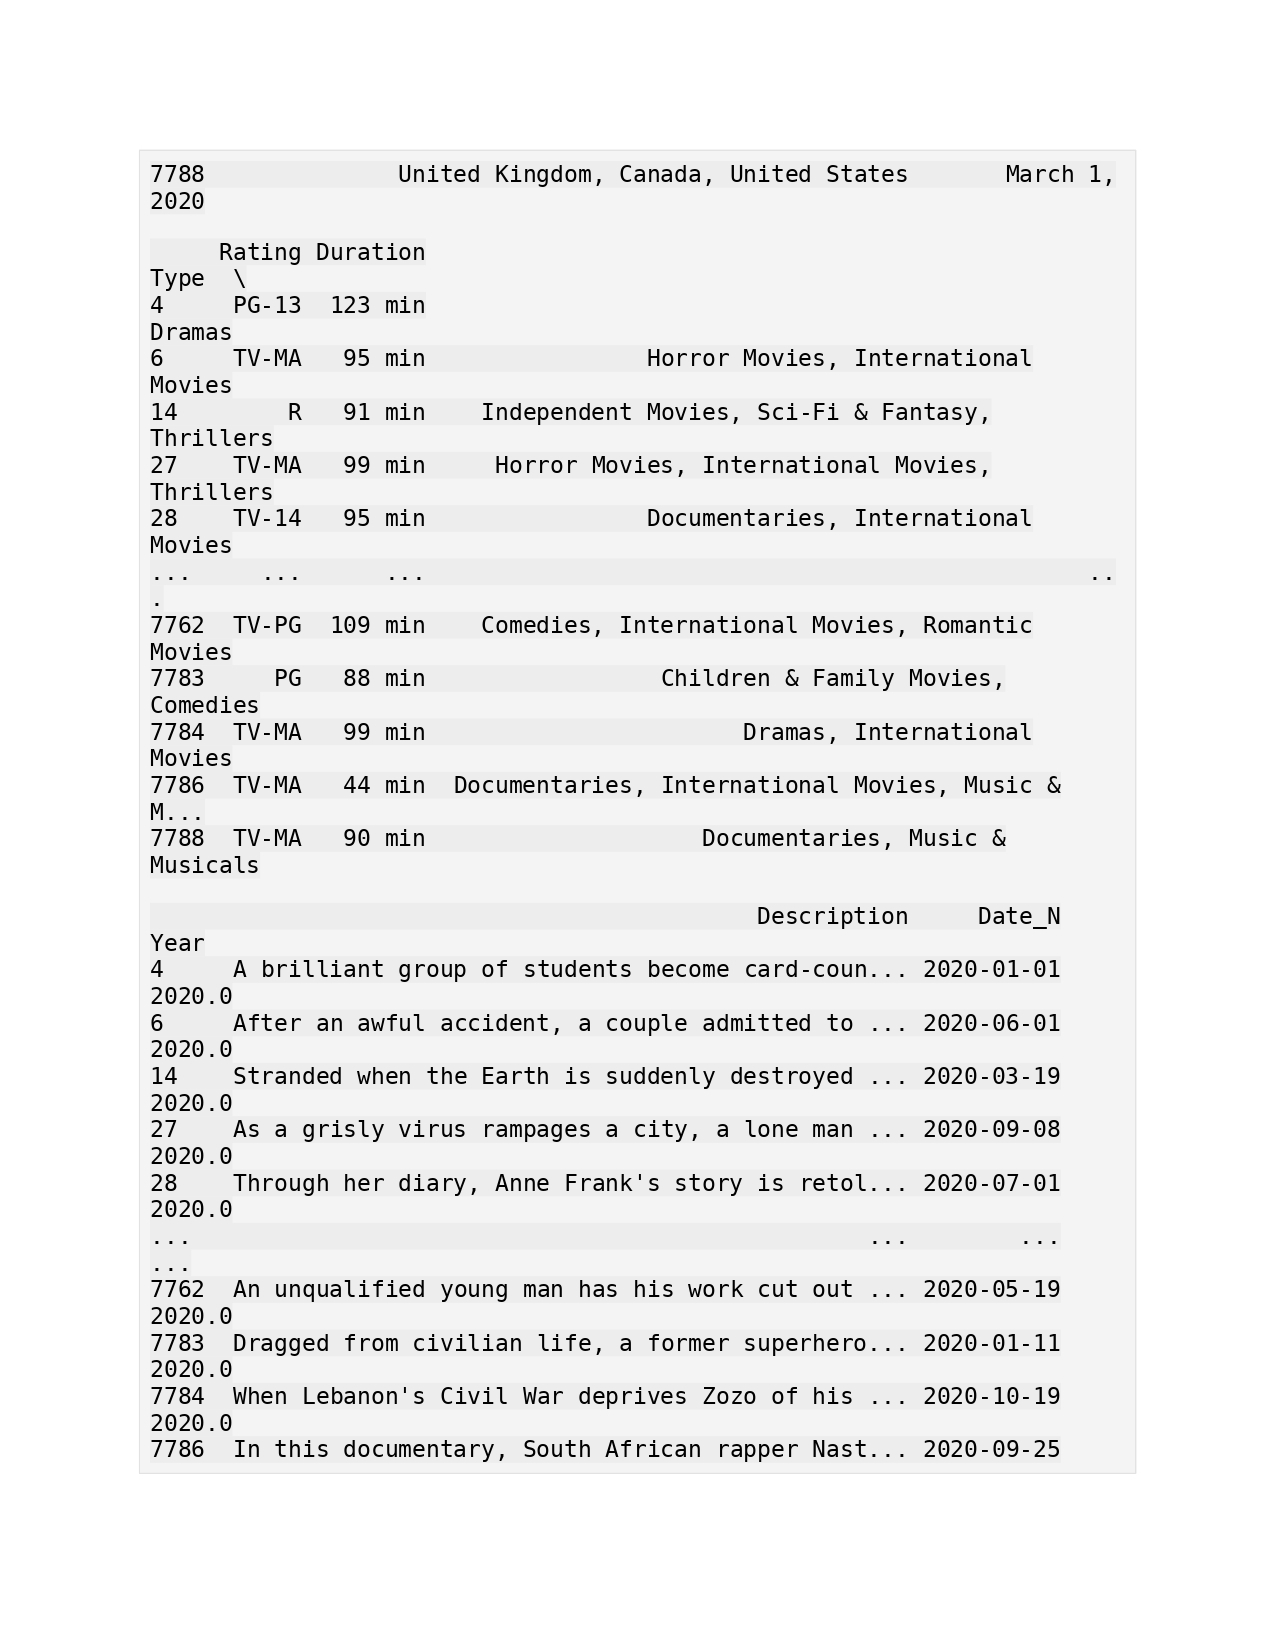 7788              United Kingdom, Canada, United States       March 1,
2020
     Rating Duration
Type  \
4     PG-13  123 min
Dramas
6     TV-MA   95 min                Horror Movies, International
Movies
14        R   91 min    Independent Movies, Sci-Fi & Fantasy,
Thrillers
27    TV-MA   99 min     Horror Movies, International Movies,
Thrillers
28    TV-14   95 min                Documentaries, International
Movies
...     ...      ...                                                ..
.
7762  TV-PG  109 min    Comedies, International Movies, Romantic
Movies
7783     PG   88 min                 Children & Family Movies,
Comedies
7784  TV-MA   99 min                       Dramas, International
Movies
7786  TV-MA   44 min  Documentaries, International Movies, Music &
M...
7788  TV-MA   90 min                    Documentaries, Music &
Musicals
                                            Description     Date_N
Year
4     A brilliant group of students become card-coun... 2020-01-01
2020.0
6     After an awful accident, a couple admitted to ... 2020-06-01
2020.0
14    Stranded when the Earth is suddenly destroyed ... 2020-03-19
2020.0
27    As a grisly virus rampages a city, a lone man ... 2020-09-08
2020.0
28    Through her diary, Anne Frank's story is retol... 2020-07-01
2020.0
...                                                 ...        ...
...
7762  An unqualified young man has his work cut out ... 2020-05-19
2020.0
7783  Dragged from civilian life, a former superhero... 2020-01-11
2020.0
7784  When Lebanon's Civil War deprives Zozo of his ... 2020-10-19
2020.0
7786  In this documentary, South African rapper Nast... 2020-09-25